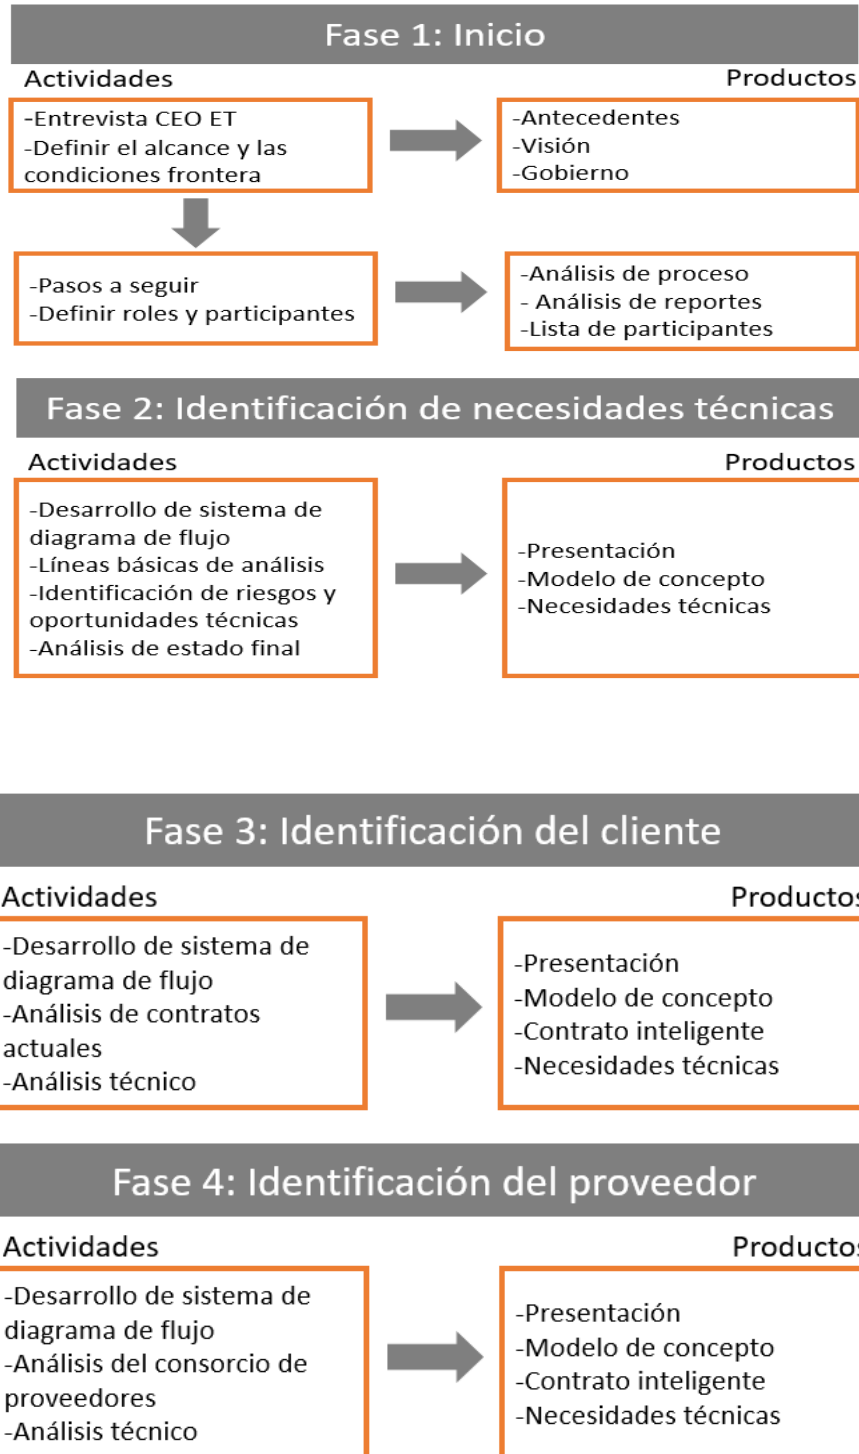 Fase 1: Inicio
Actividades
Productos
-Entrevista CEO ET
-Definir el alcance y las
condiciones frontera
-Antecedentes
-Visión
-Gobierno
-Pasos a seguir
-Definir roles y participantes
-Análisis de proceso
- Análisis de reportes
-Lista de participantes
Fase 2: Identificación de necesidades técnicas
Actividades
Productos
-Desarrollo de sistema de
diagrama de flujo
-Líneas básicas de análisis
-Identificación de riesgos y
oportunidades técnicas
-Análisis de estado final
-Presentación
-Modelo de concepto
-Necesidades técnicas
Fase 3: Identificación del cliente
Actividades
Productos
-Desarrollo de sistema de
diagrama de flujo
-Análisis de contratos
actuales
-Análisis técnico
-Presentación
-Modelo de concepto
-Contrato inteligente
-Necesidades técnicas
Fase 4: Identificación del proveedor
Actividades
Productos
-Desarrollo de sistema de
diagrama de flujo
-Análisis del consorcio de
proveedores
-Análisis técnico
-Presentación
-Modelo de concepto
-Contrato inteligente
-Necesidades técnicas